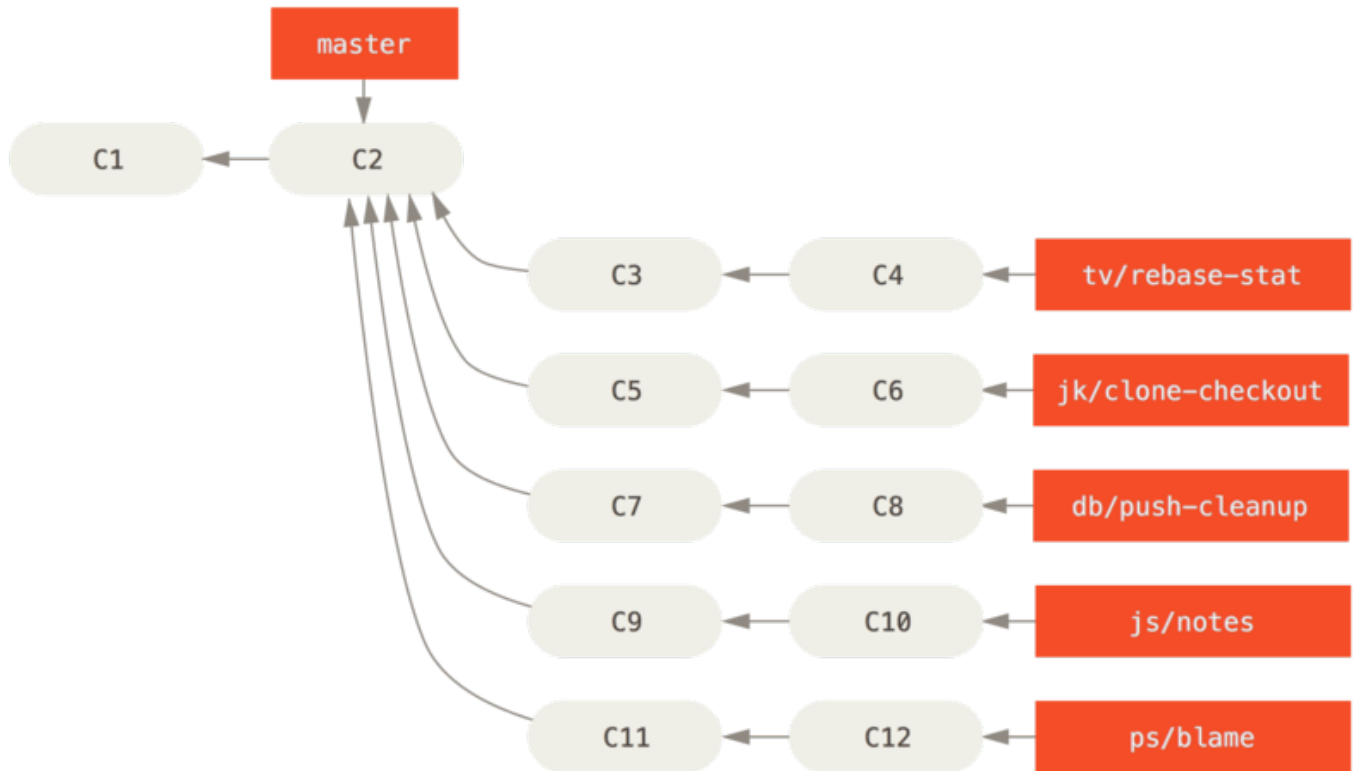 master
C1
C2
C3
C4
tv/rebase-stat
C5
C6
jk/clone-checkout
C7
C8
db/push-cleanup
C9
C10
js/notes
C11
C12
ps/blame